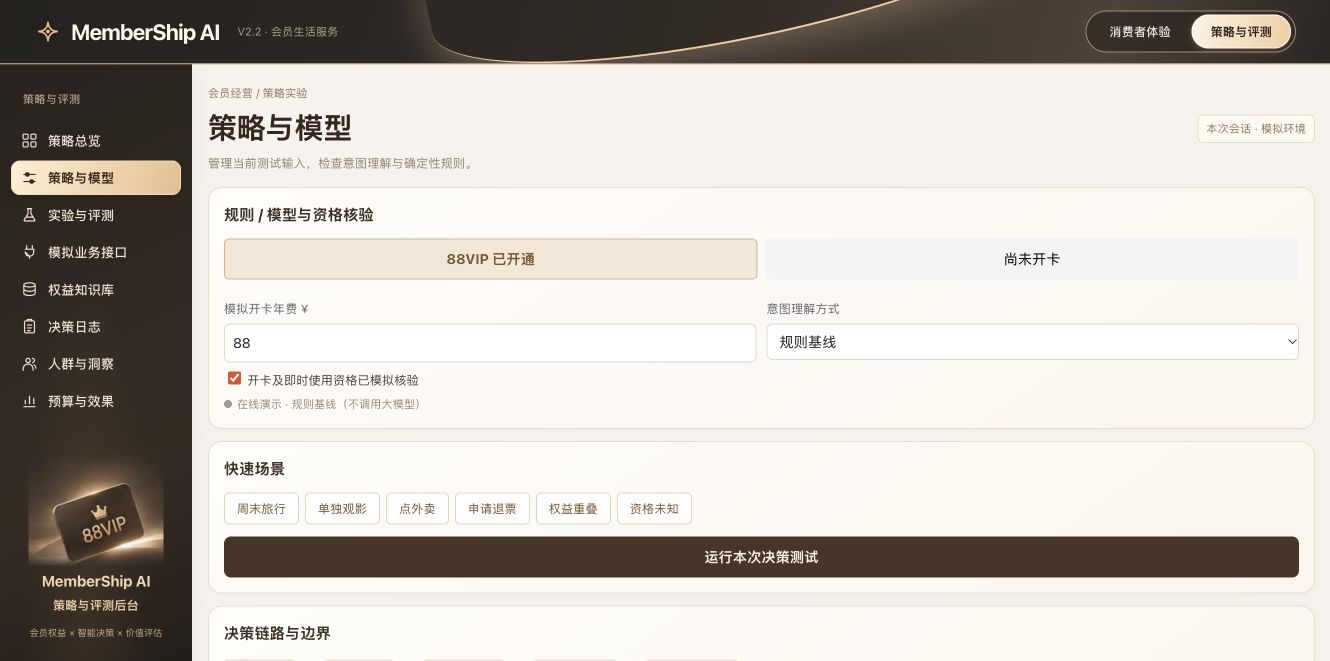 MemberShip AI
V2.2 · 会员生活服务
消费者体验
策略与评测
策略与评测
策略总览
策略与模型
实验与评测
模拟业务接口
权益知识库
决策日志
人群与洞察
预算与效果
88VIP
MemberShip AI
策略与评测后台
会员权益 × 智能决策 × 价值评估
会员经营 / 策略实验
策略与模型
本次会话 · 模拟环境
管理当前测试输入，检查意图理解与确定性规则。
规则 / 模型与资格核验
88VIP 已开通
尚未开卡
模拟开卡年费 ¥
意图理解方式
88
规则基线
开卡及即时使用资格已模拟核验
在线演示 · 规则基线（不调用大模型）
快速场景
周末旅行
单独观影
点外卖
申请退票
权益重叠
资格未知
运行本次决策测试
决策链路与边界